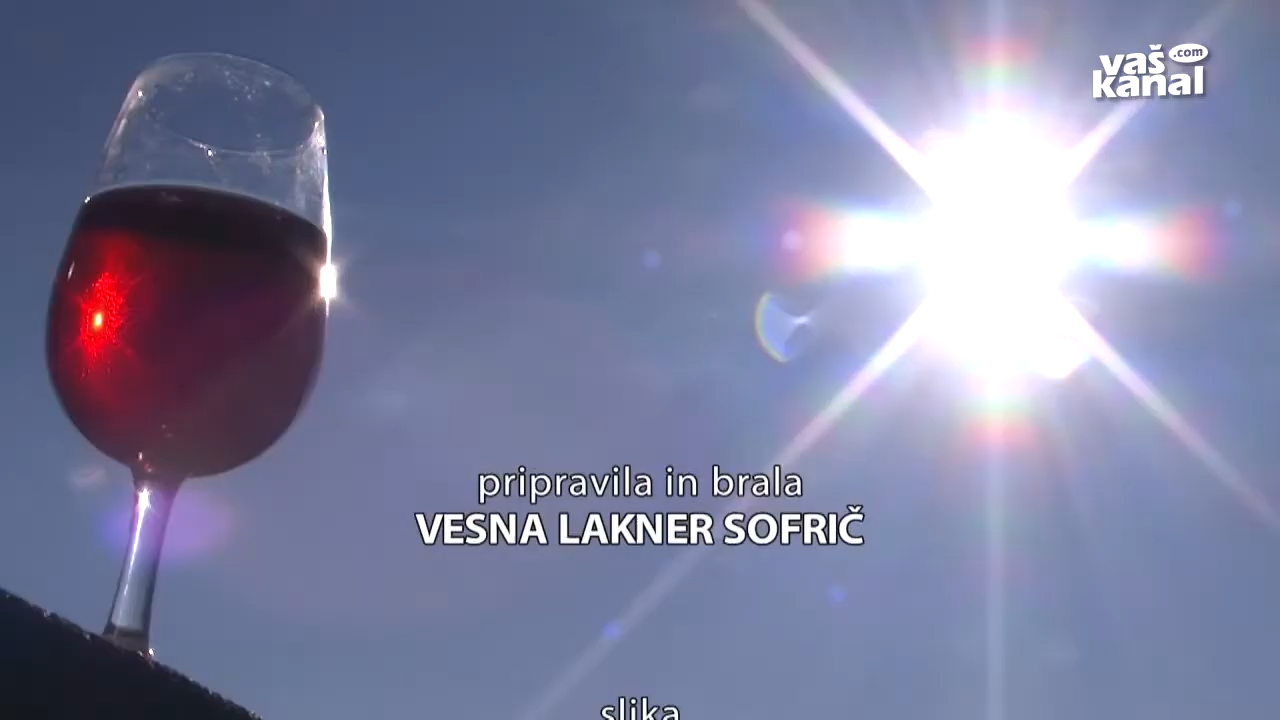 vaš .com
kanal
pripravila in brala
VESNA LAKNER SOFRIČ
slika